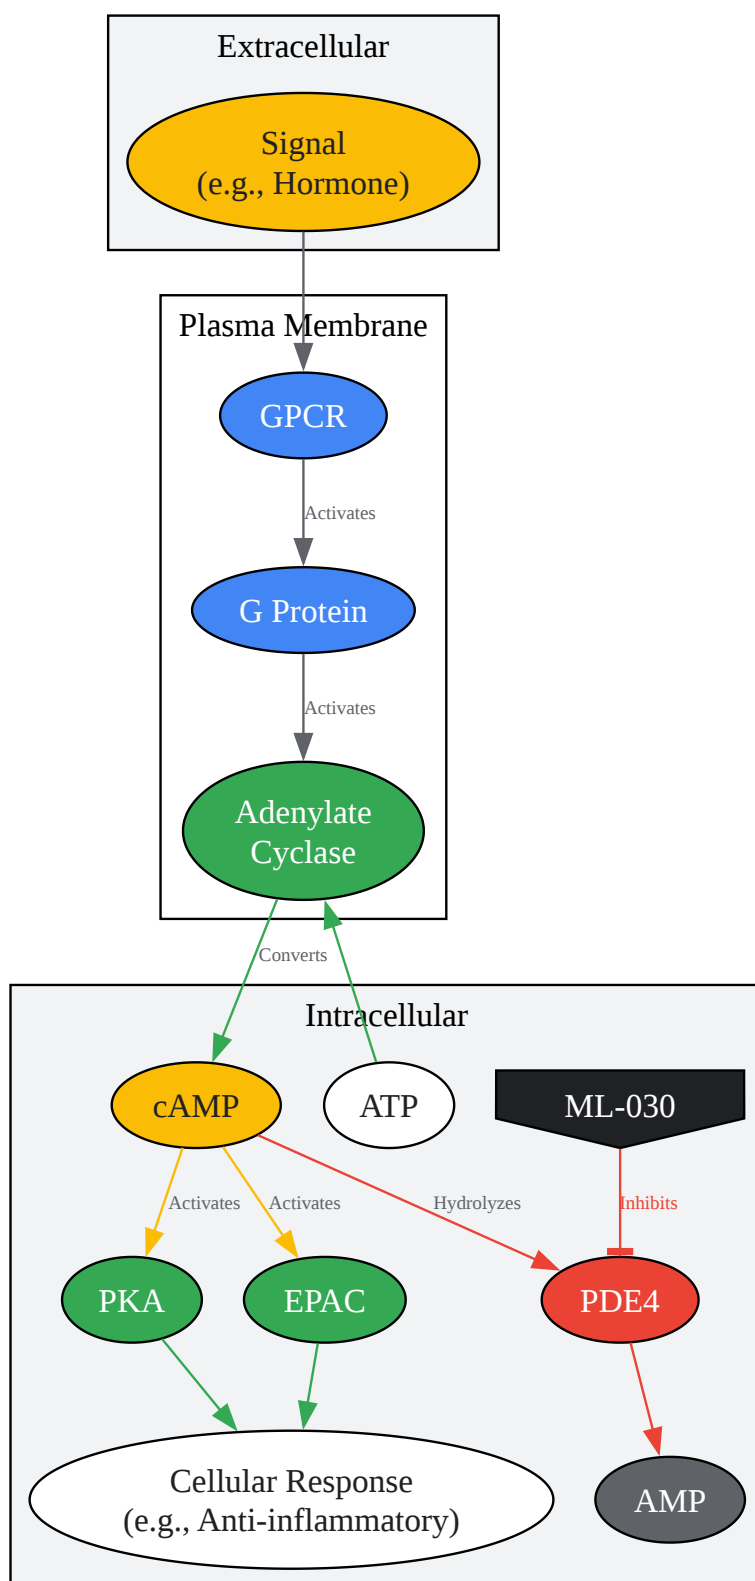 Extracellular
Signal
(e.g., Hormone)
Plasma Membrane
GPCR
Activates
G Protein
Activates
Adenylate
Cyclase
Converts
Intracellular
cAMP
ATP
ML-030
Activates
Activates
Hydrolyzes
Inhibits
PKA
EPAC
PDE4
Cellular Response
(e.g., Anti-inflammatory)
AMP